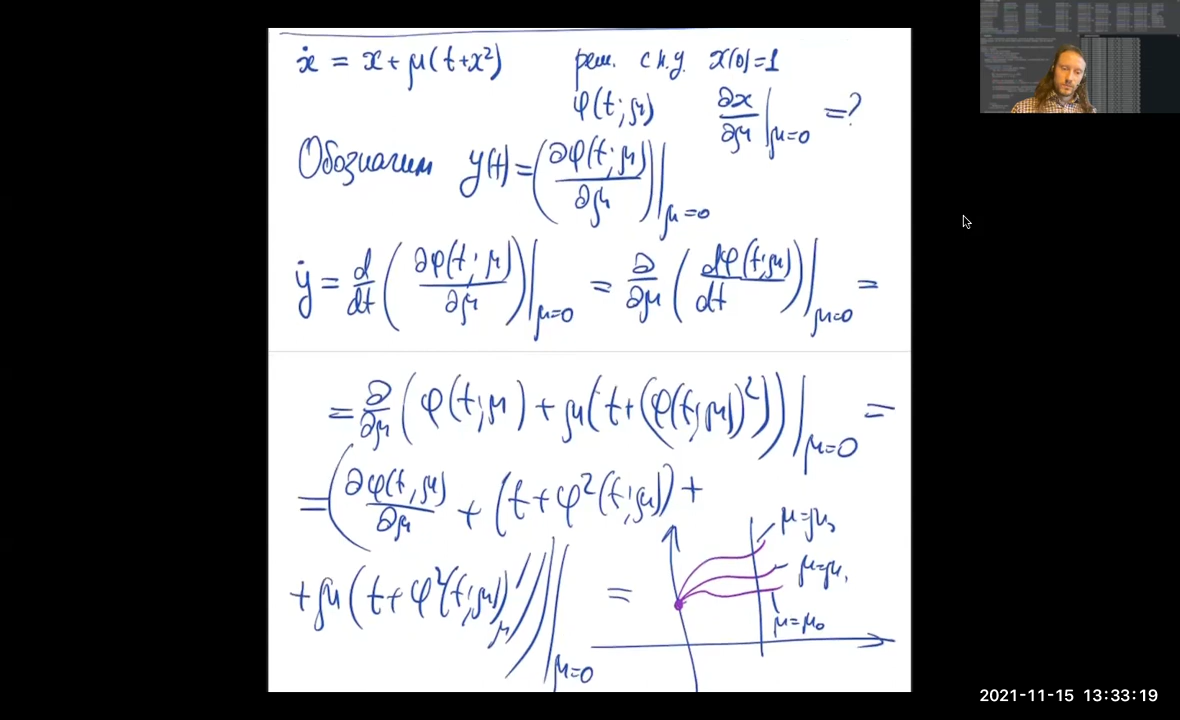 ẋ = x + μ(t+x²) реш. с н.у. x(0)=1
φ(t;μ) ∂x/∂μ|μ=0 =?
Обозначим y(t) = (∂φ(t;μ)/∂μ)|μ=0
ẏ = d/dt (∂φ(t;μ)/∂μ)|μ=0 = ∂/∂μ (dφ(t;μ)/dt)|μ=0 =
= ∂/∂μ (φ(t;μ) + μ(t+(φ(t;μ))²))|μ=0 =
= (∂φ(t,μ)/∂μ + (t+φ²(t;μ)) +
+ μ(t+φ²(t;μ))'μ)|μ=0 =
μ=μ₂
μ=μ₁
μ=μ₀
2021-11-15 13:33:19